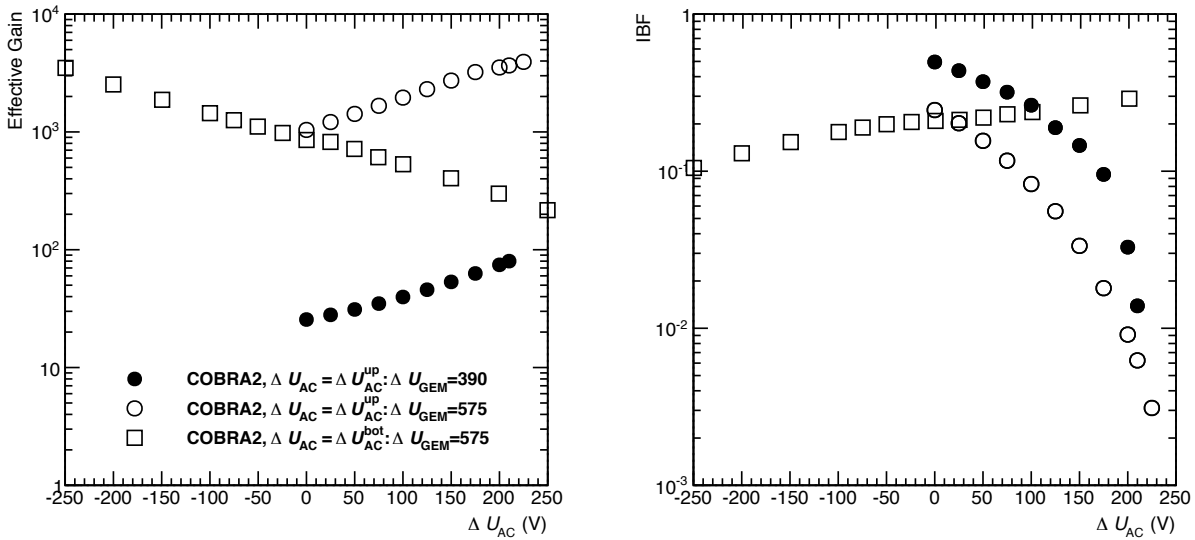 Effective Gain
10⁴
10³
10²
10
1
-250 -200 -150 -100 -50 0 50 100 150 200 250
Δ U_AC (V)
COBRA2, Δ U_AC = Δ U_AC^up: Δ U_GEM=390
COBRA2, Δ U_AC = Δ U_AC^up: Δ U_GEM=575
COBRA2, Δ U_AC = Δ U_AC^bot: Δ U_GEM=575
IBF
1
10⁻¹
10⁻²
10⁻³
-250 -200 -150 -100 -50 0 50 100 150 200 250
Δ U_AC (V)